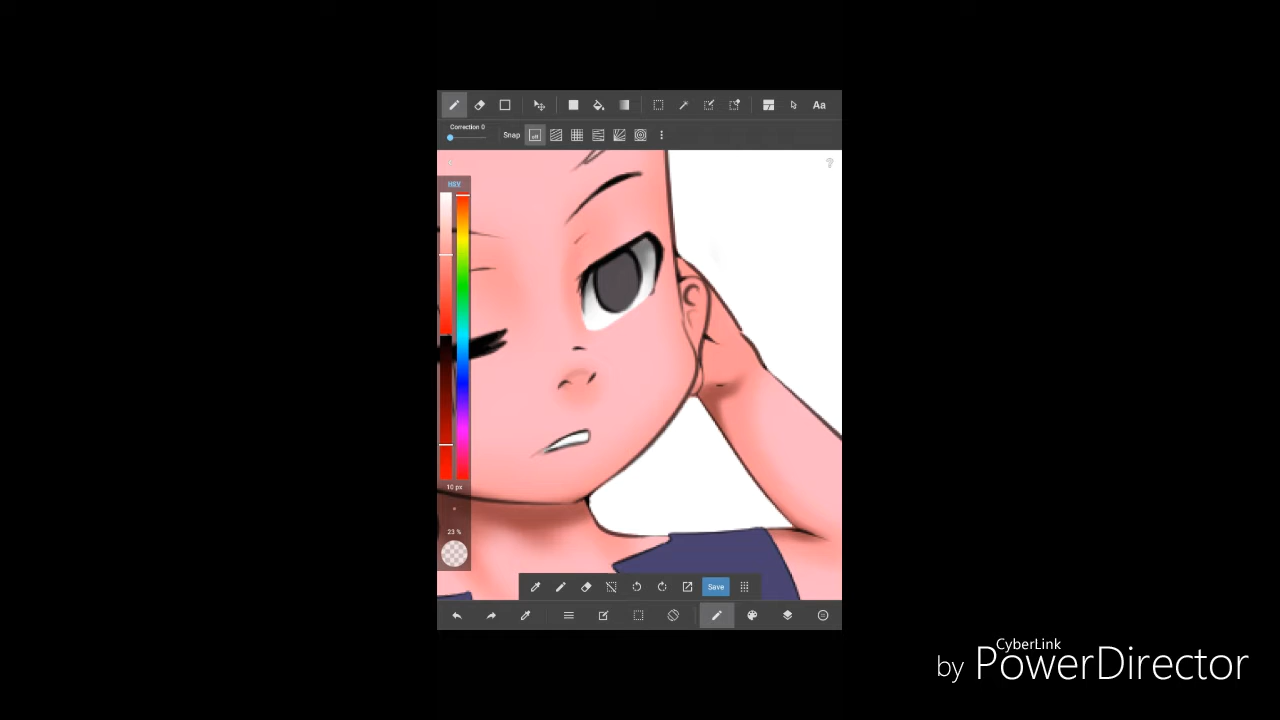 Aa
Correction 0
Snap
HSV
10 px
23 %
Save
CyberLink
by PowerDirector